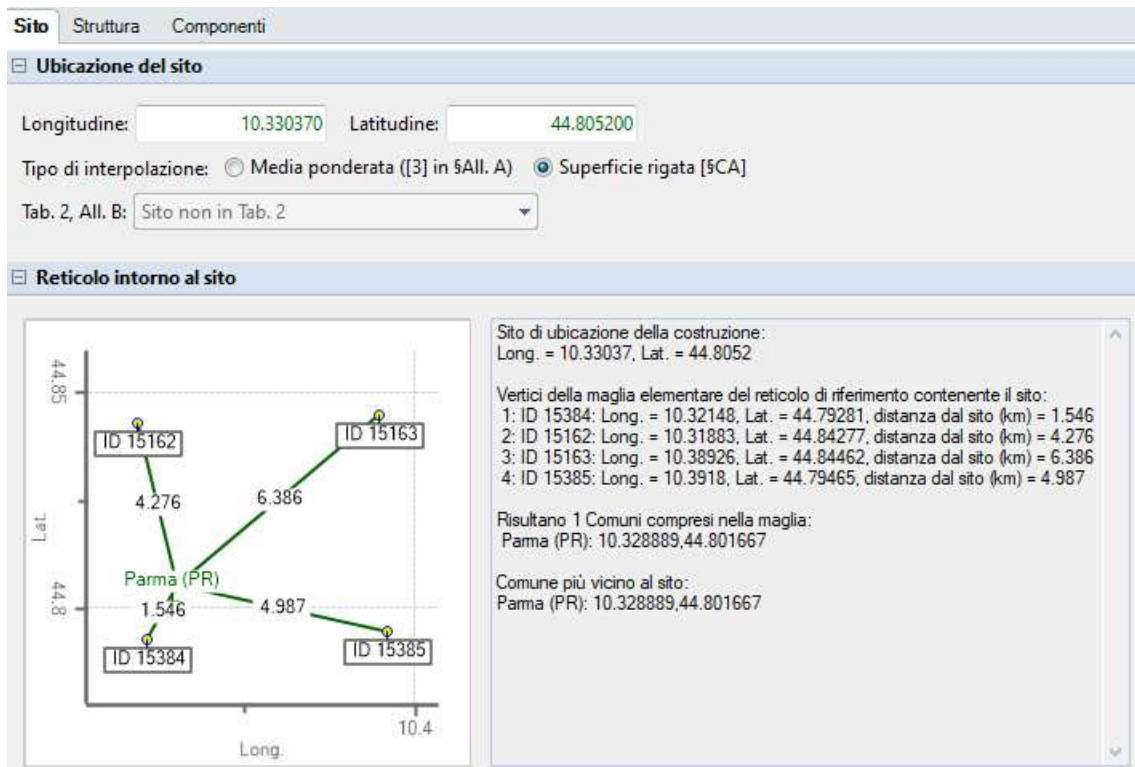 Sito Struttura Componenti
Ubicazione del sito
Longitudine: 10.330370 Latitudine: 44.805200
Tipo di interpolazione: Media ponderata ([3] in §All. A) Superficie rigata [§CA]
Tab. 2, All. B: Sito non in Tab. 2
Reticolo intorno al sito
44.85
ID 15162
ID 15163
4.276
6.386
Lat.
Parma (PR)
44.8
1.546
4.987
ID 15384
ID 15385
10.4
Long.
Sito di ubicazione della costruzione:
Long. = 10.33037, Lat. = 44.8052
Vertici della maglia elementare del reticolo di riferimento contenente il sito:
1: ID 15384: Long. = 10.32148, Lat. = 44.79281, distanza dal sito (km) = 1.546
2: ID 15162: Long. = 10.31883, Lat. = 44.84277, distanza dal sito (km) = 4.276
3: ID 15163: Long. = 10.38926, Lat. = 44.84462, distanza dal sito (km) = 6.386
4: ID 15385: Long. = 10.3918, Lat. = 44.79465, distanza dal sito (km) = 4.987
Risultano 1 Comuni compresi nella maglia:
Parma (PR): 10.328889,44.801667
Comune più vicino al sito:
Parma (PR): 10.328889,44.801667